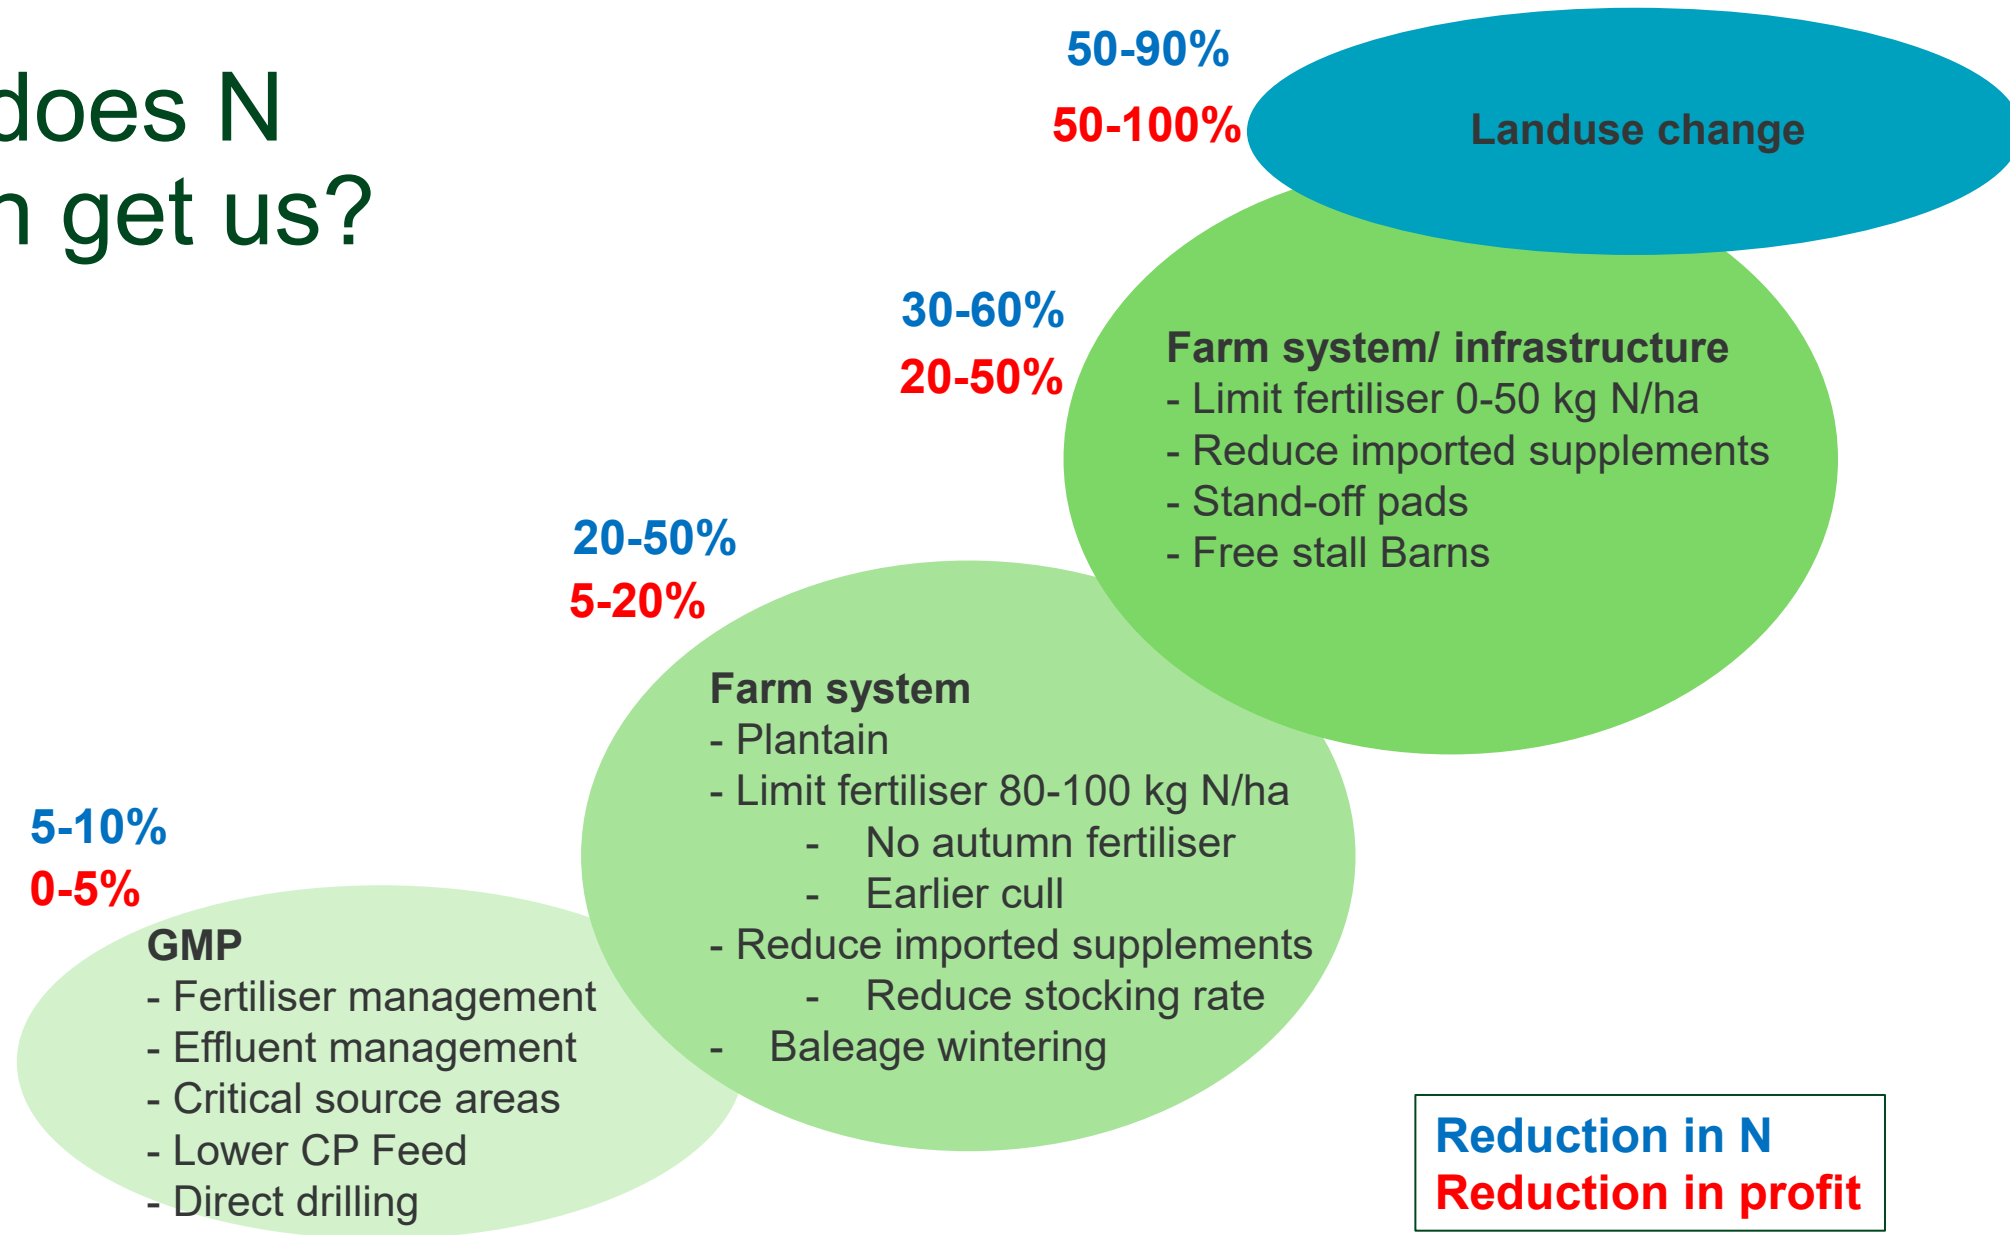 does N
n get us?
50-90%
50-100%
Landuse change
30-60%
20-50%
Farm system/ infrastructure
- Limit fertiliser 0-50 kg N/ha
- Reduce imported supplements
- Stand-off pads
- Free stall Barns
20-50%
5-20%
Farm system
- Plantain
- Limit fertiliser 80-100 kg N/ha
- No autumn fertiliser
- Earlier cull
- Reduce imported supplements
- Reduce stocking rate
- Baleage wintering
5-10%
0-5%
GMP
- Fertiliser management
- Effluent management
- Critical source areas
- Lower CP Feed
- Direct drilling
Reduction in N
Reduction in profit